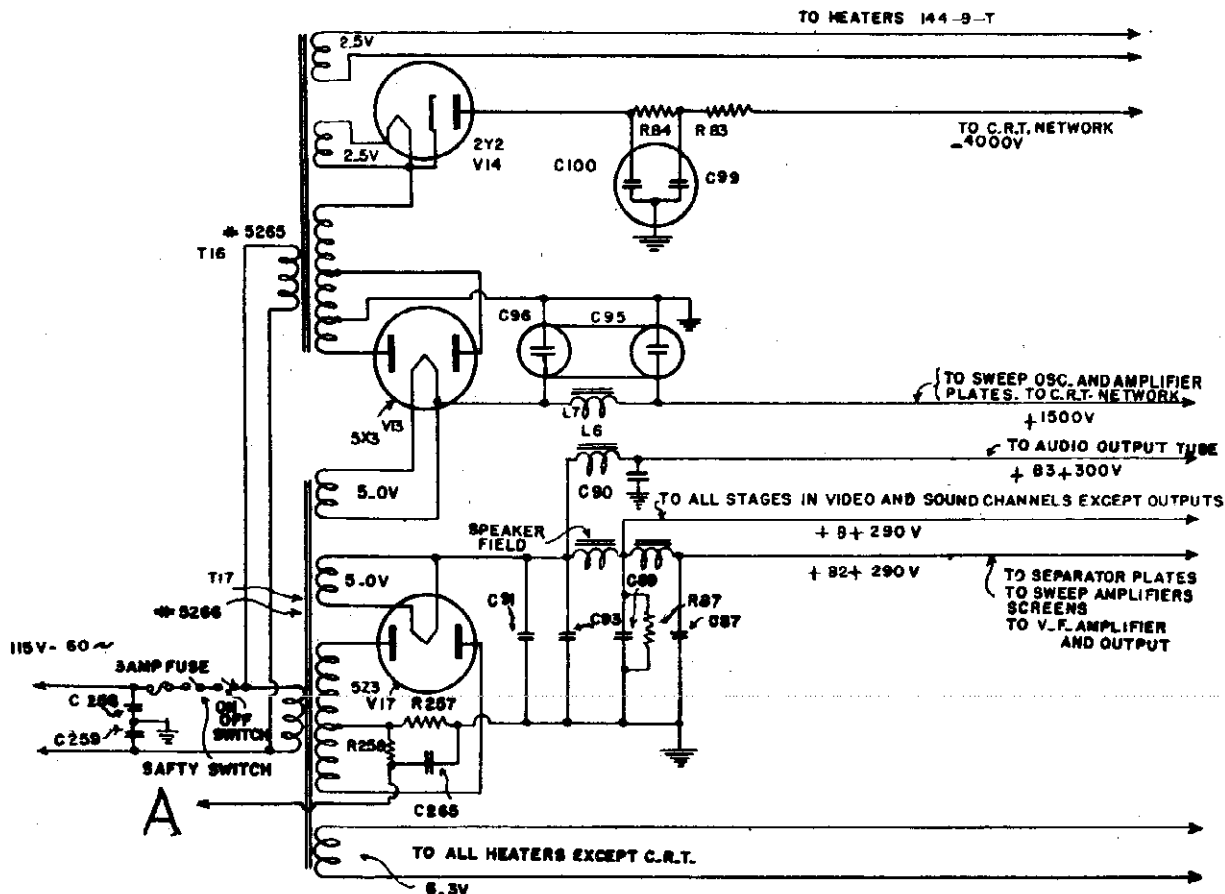 TO HEATERS 144-9-T
2.5V
2.5V
2Y2
V14
R84
R83
TO C.R.T. NETWORK
-4000V
C100
C99
# 5265
T16
C96
C95
5X3
V13
L7
L6
TO SWEEP OSC. AND AMPLIFIER
PLATES. TO C.R.T. NETWORK
+1500V
TO AUDIO OUTPUT TUBE
+ B3+300V
C90
5.0V
TO ALL STAGES IN VIDEO AND SOUND CHANNELS EXCEPT OUTPUTS
+ B+290V
SPEAKER
FIELD
+ B2+290V
T17
# 5266
5.0V
C91
C93
C89
R87
C87
TO SEPARATOR PLATES
TO SWEEP AMPLIFIERS
SCREENS
TO V.F. AMPLIFIER
AND OUTPUT
115V-60~
3AMP FUSE
5Z3
V17
R257
C 258
C259
ON
OFF
SWITCH
R258
SAFTY SWITCH
C265
A
TO ALL HEATERS EXCEPT C.R.T.
6.3V